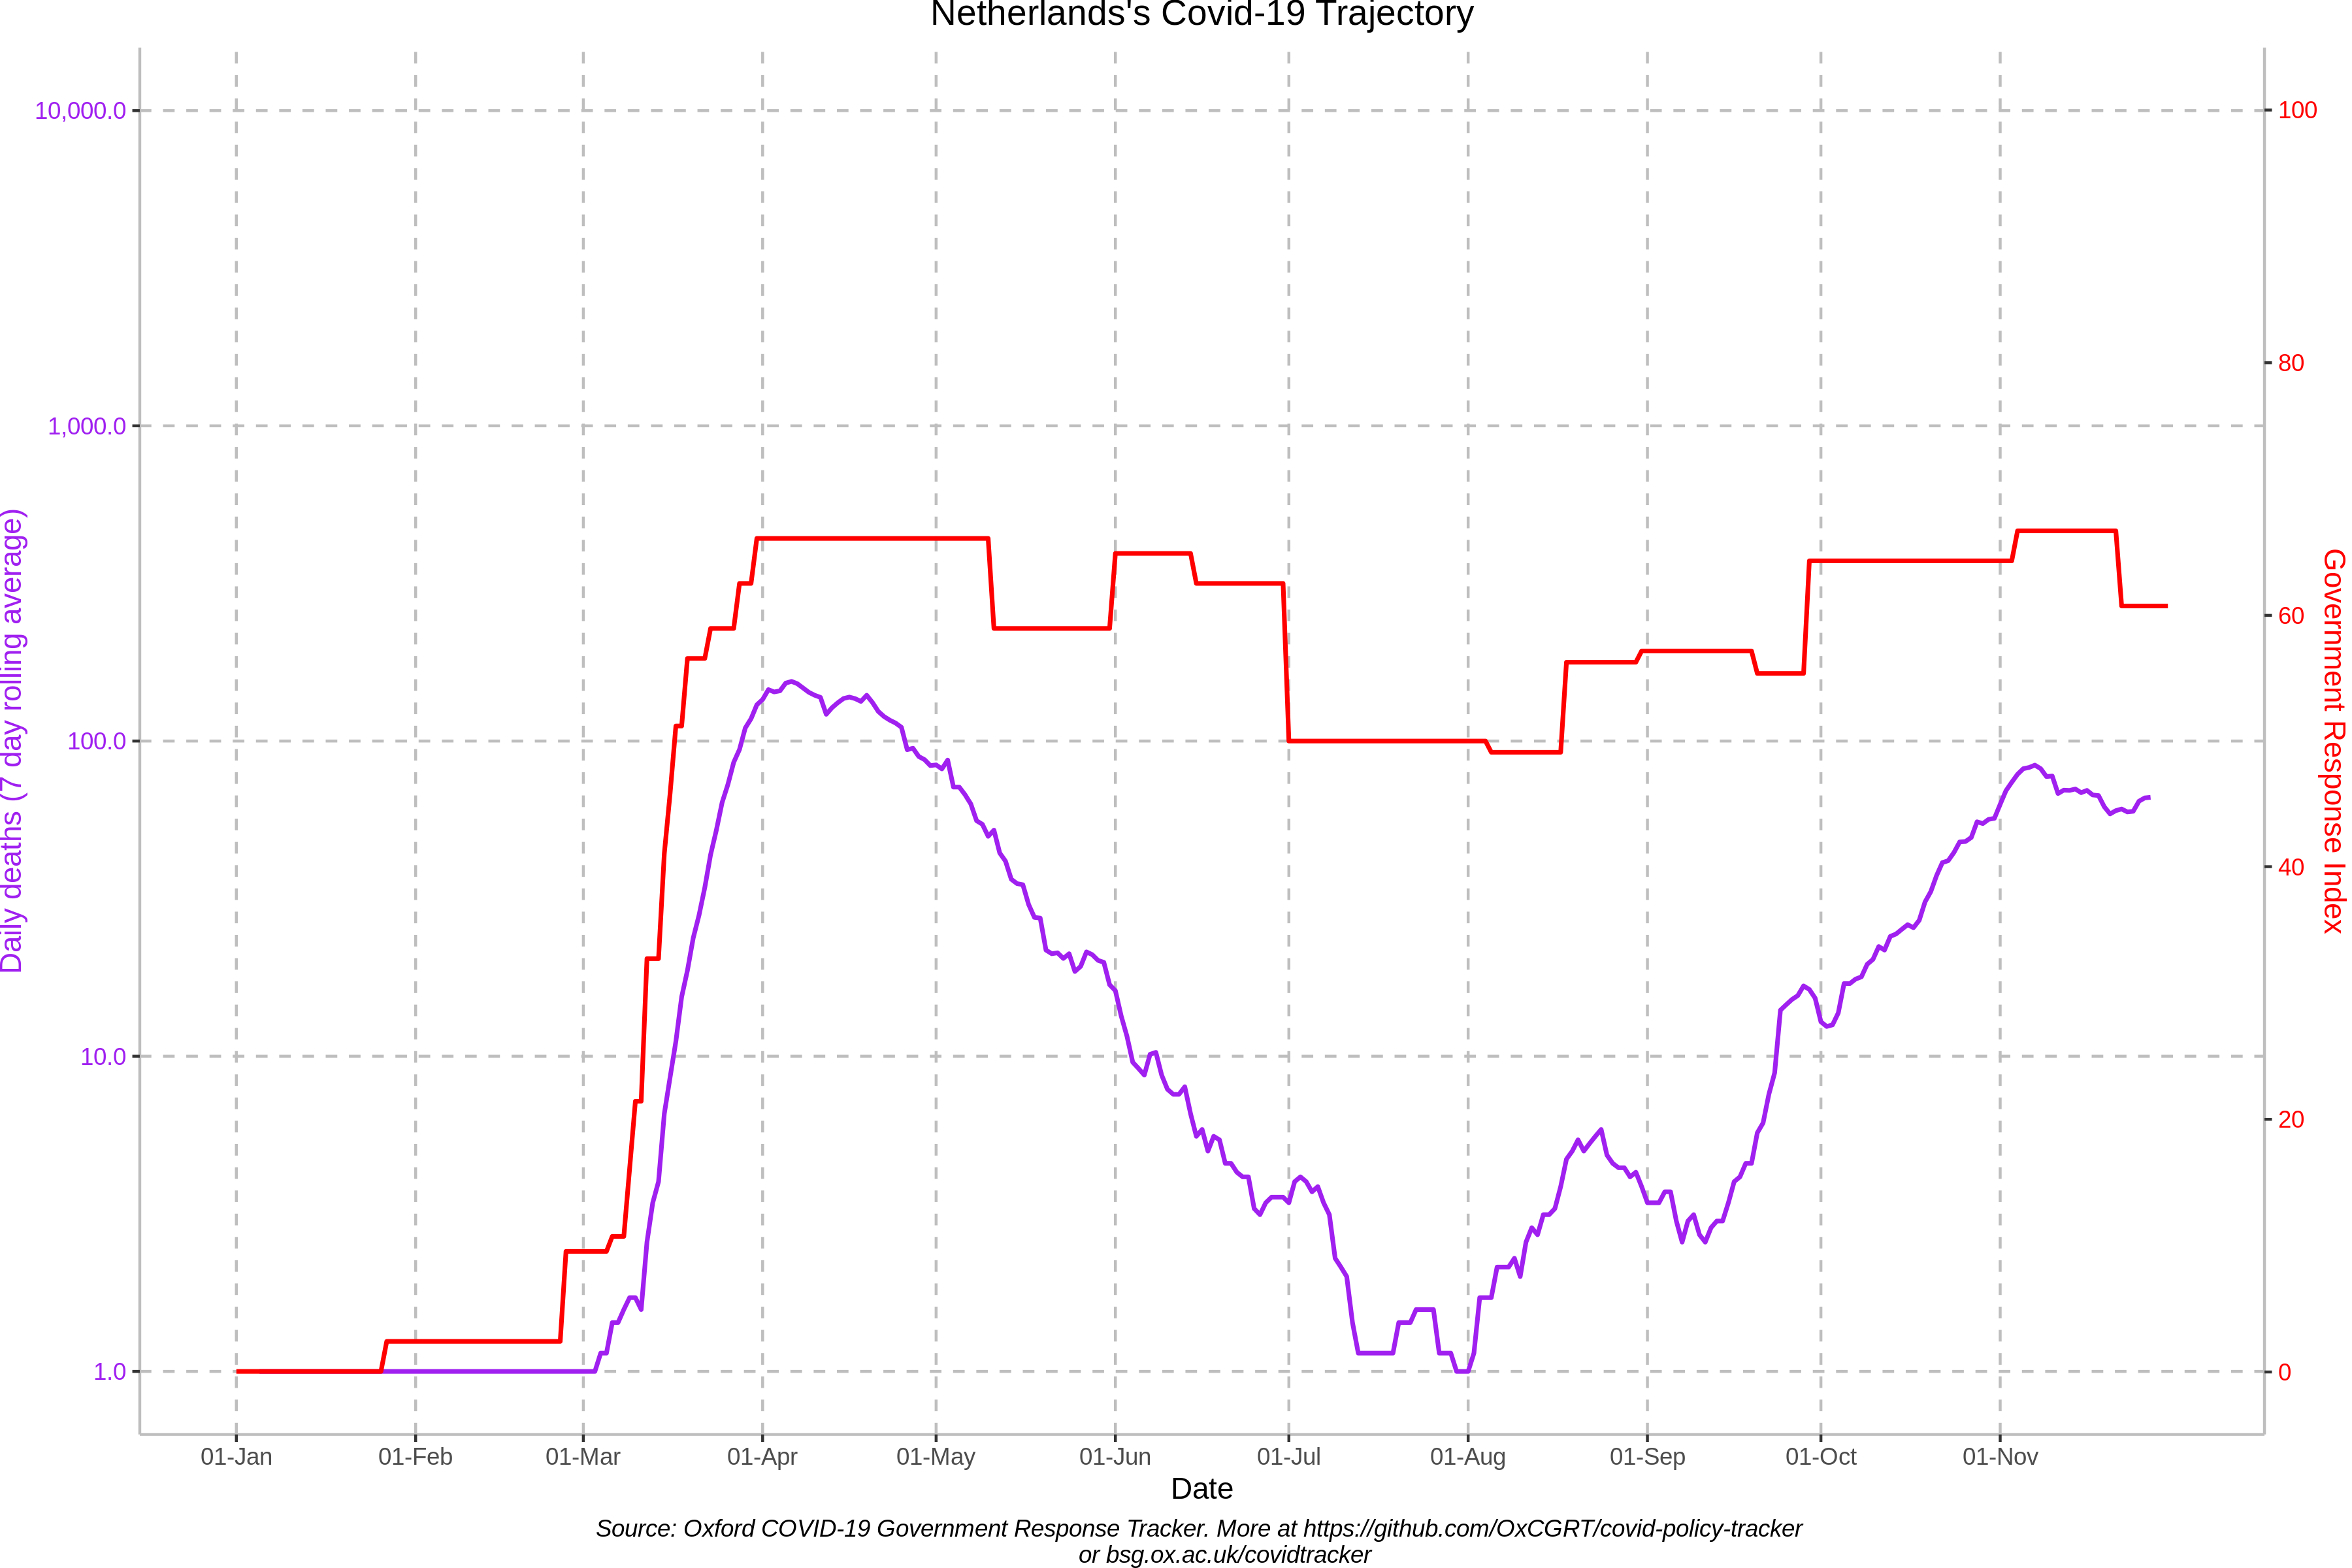 Netherlands's Covid-19 Trajectory
10,000.0
1,000.0
100.0
10.0
1.0
Daily deaths (7 day rolling average)
100
80
60
40
20
0
Government Response Index
01-Jan 01-Feb 01-Mar 01-Apr 01-May 01-Jun 01-Jul 01-Aug 01-Sep 01-Oct 01-Nov
Date
Source: Oxford COVID-19 Government Response Tracker. More at https://github.com/OxCGRT/covid-policy-tracker
or bsg.ox.ac.uk/covidtracker